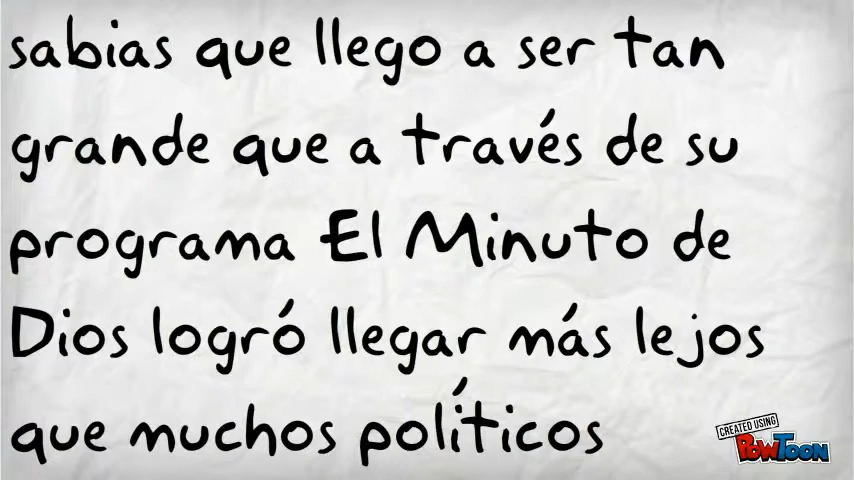 sabias que llego a ser tan
grande que a través de su
programa El Minuto de
Dios logró llegar más lejos
que muchos políticos
CREATED USING
POWTOON